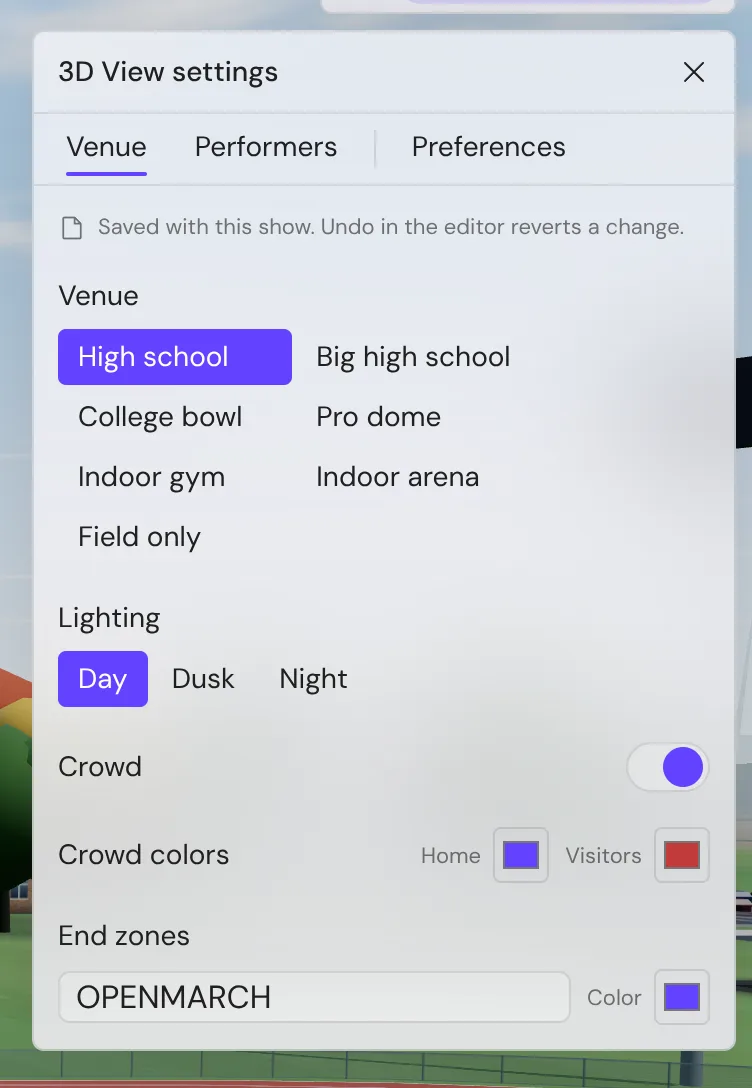 3D View settings
Venue Performers Preferences
Saved with this show. Undo in the editor reverts a change.
Venue
High school Big high school
College bowl Pro dome
Indoor gym Indoor arena
Field only
Lighting
Day Dusk Night
Crowd
Crowd colors Home Visitors
End zones
OPENMARCH Color